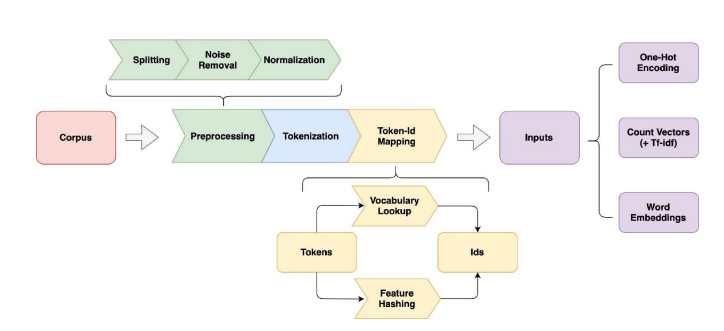 Splitting
Noise
Removal
Normalization
One-Hot
Encoding
Corpus
Preprocessing
Tokenization
Token-Id
Mapping
Inputs
Count Vectors
(+ Tf-idf)
Vocabulary
Lookup
Word
Embeddings
Tokens
Ids
Feature
Hashing